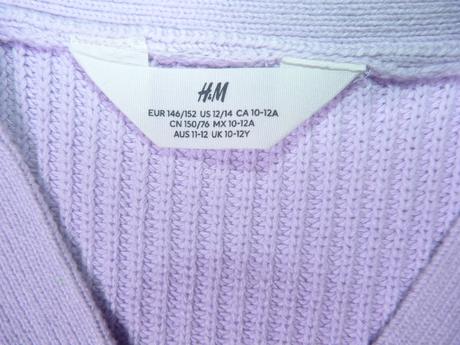 H&M
EUR 146/152 US 12/14 CA 10-12A
CN 150/76 MX 10-12A
AUS 11-12 UK 10-12Y